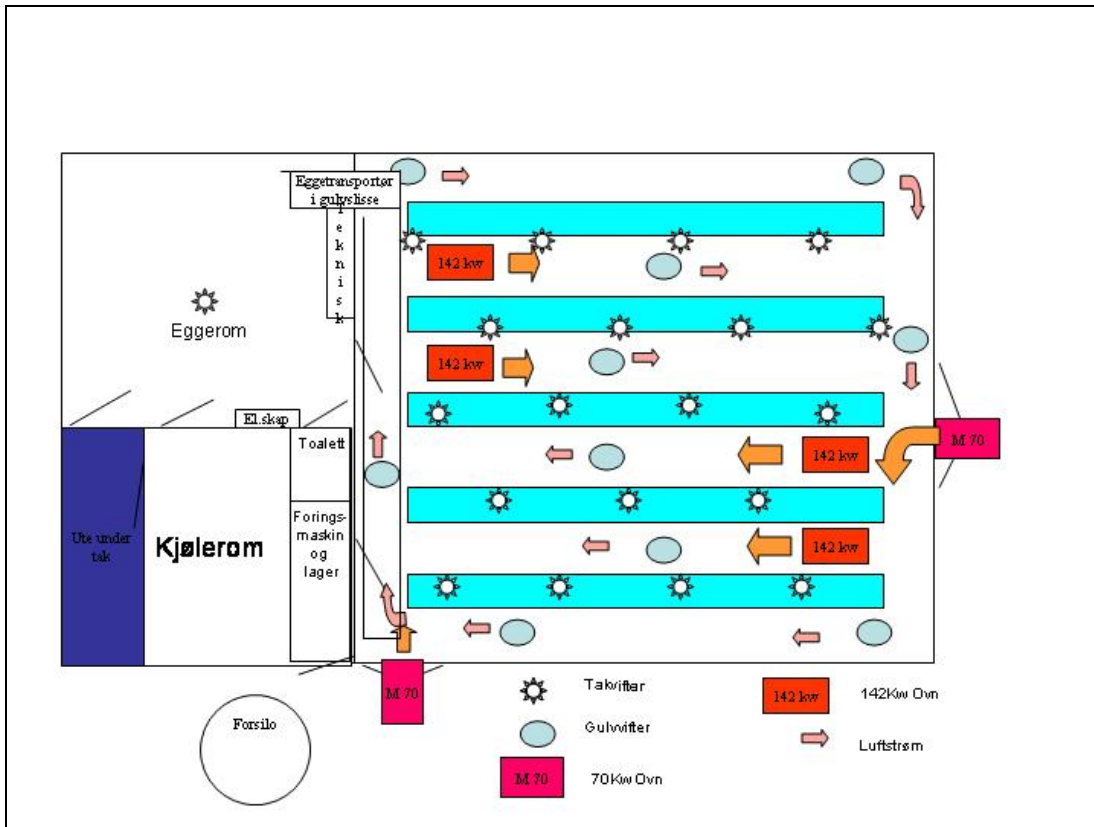 Eggetransportør
i gulvslisse
Teknisk
142 kw
Eggerom
142 kw
El.skap
Toalett
142 kw
M 70
Ute under
tak
Kjølerom
Forings-
maskin
og
lager
142 kw
M 70
Forsilo
Takvifter
142 kw
142Kw Ovn
Gulvvifter
Luftstrøm
M 70
70Kw Ovn